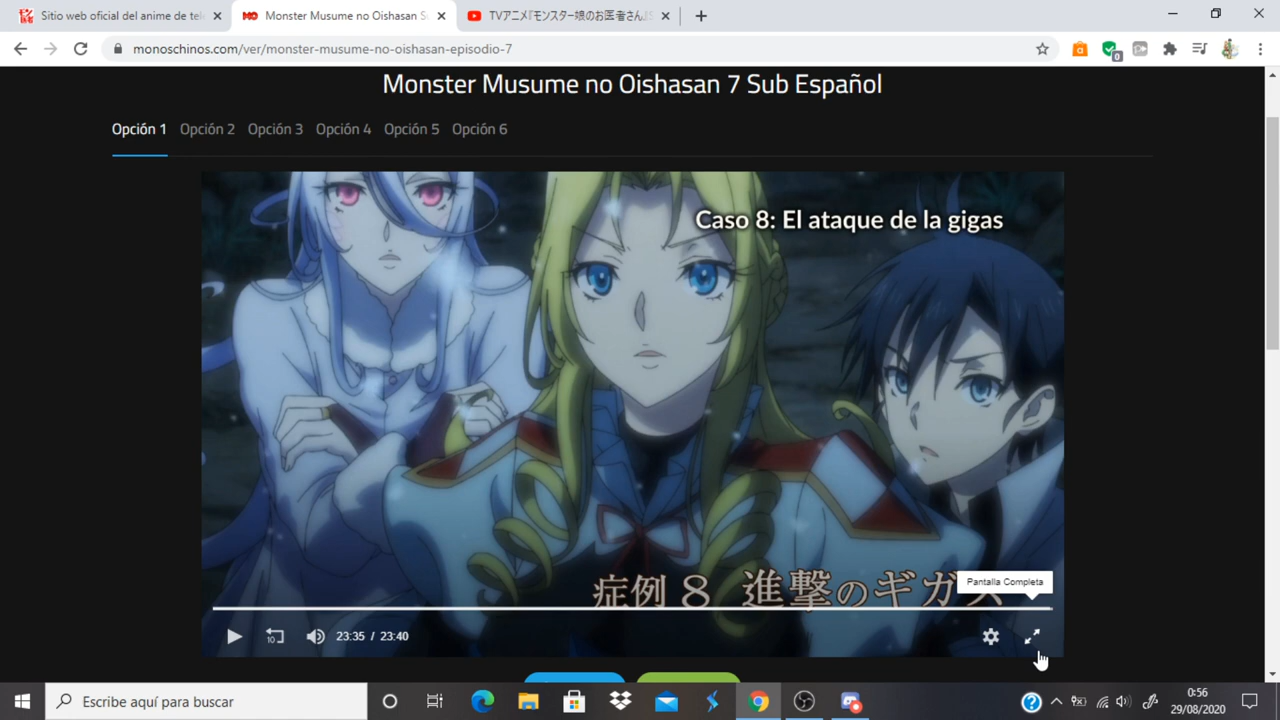 Sitio web oficial del anime de tele
Monster Musume no Oishasan Su
TVアニメ『モンスター娘のお医者さん』S
monoschinos.com/ver/monster-musume-no-oishasan-episodio-7
0
Monster Musume no Oishasan 7 Sub Español
Opción 1 Opción 2 Opción 3 Opción 4 Opción 5 Opción 6
Caso 8: El ataque de la gigas
症例８ 進撃のギガス
Pantalla Completa
10
23:35 / 23:40
Escribe aquí para buscar
0:56
29/08/2020